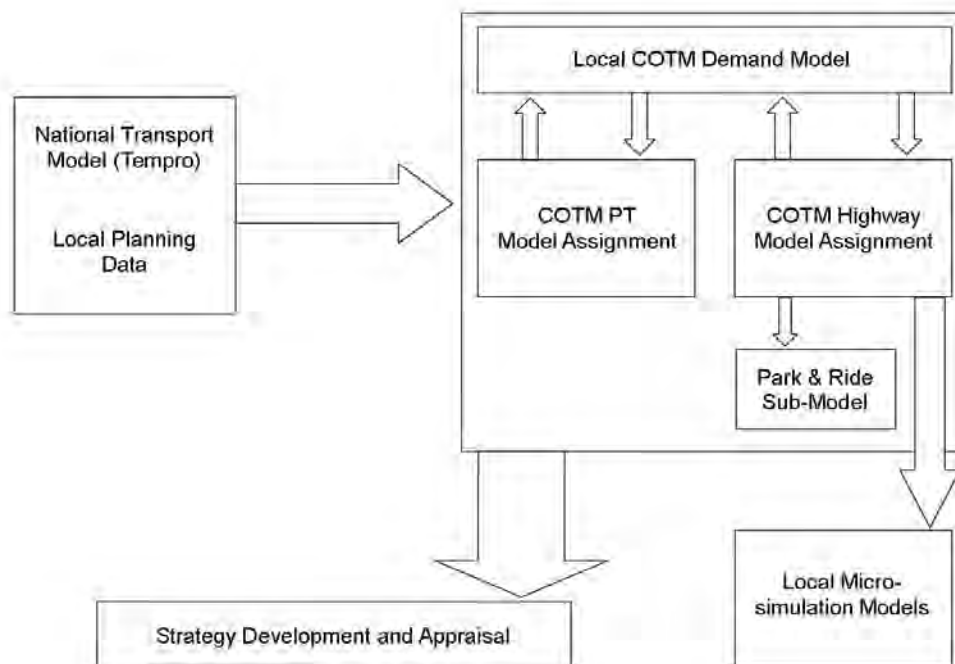 Local COTM Demand Model
National Transport
Model (Tempro)
Local Planning
Data
COTM PT
Model Assignment
COTM Highway
Model Assignment
Park & Ride
Sub-Model
Local Micro-
simulation Models
Strategy Development and Appraisal